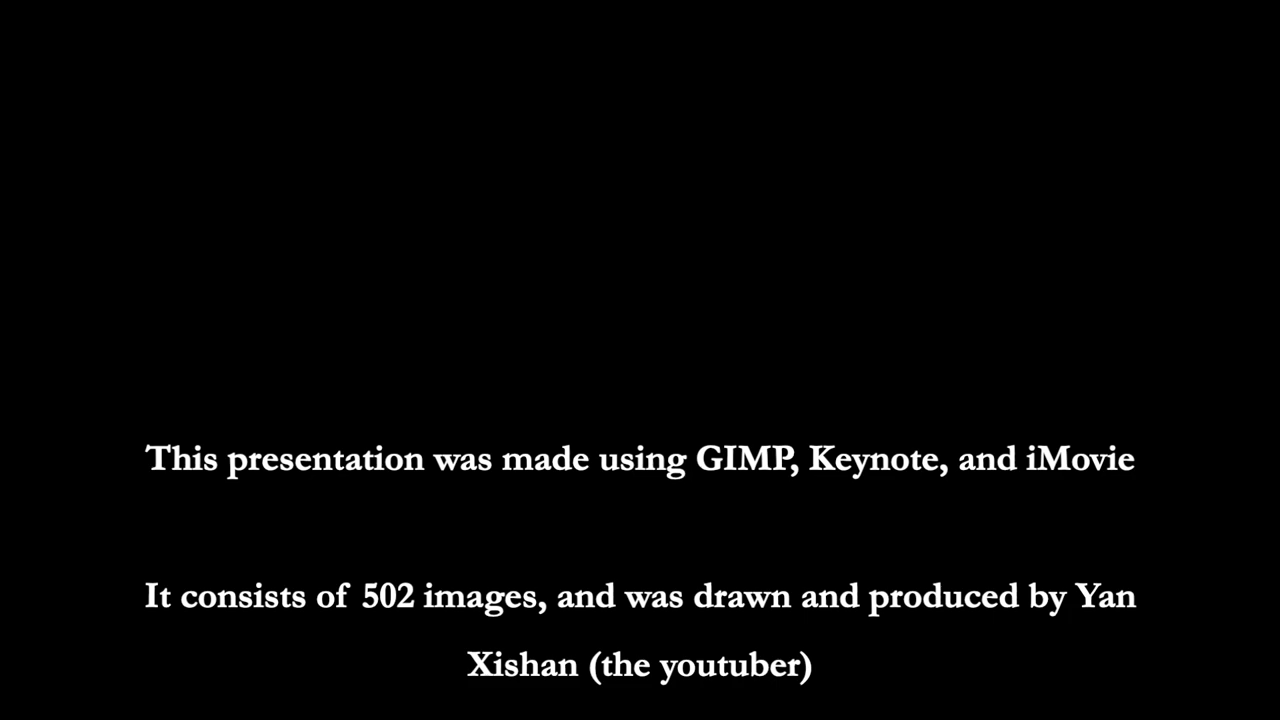 This presentation was made using GIMP, Keynote, and iMovie
It consists of 502 images, and was drawn and produced by Yan
Xishan (the youtuber)